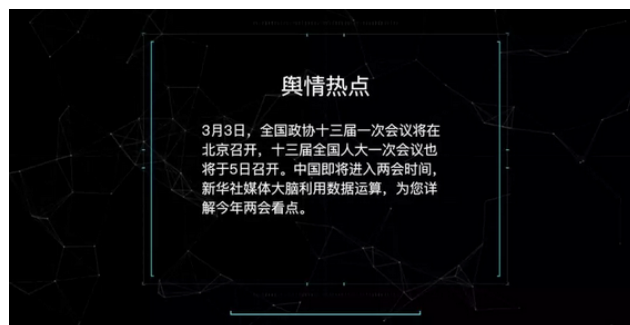 舆情热点
3月3日，全国政协十三届一次会议将在
北京召开，十三届全国人大一次会议也
将于5日召开。中国即将进入两会时间，
新华社媒体大脑利用数据运算，为您详
解今年两会看点。